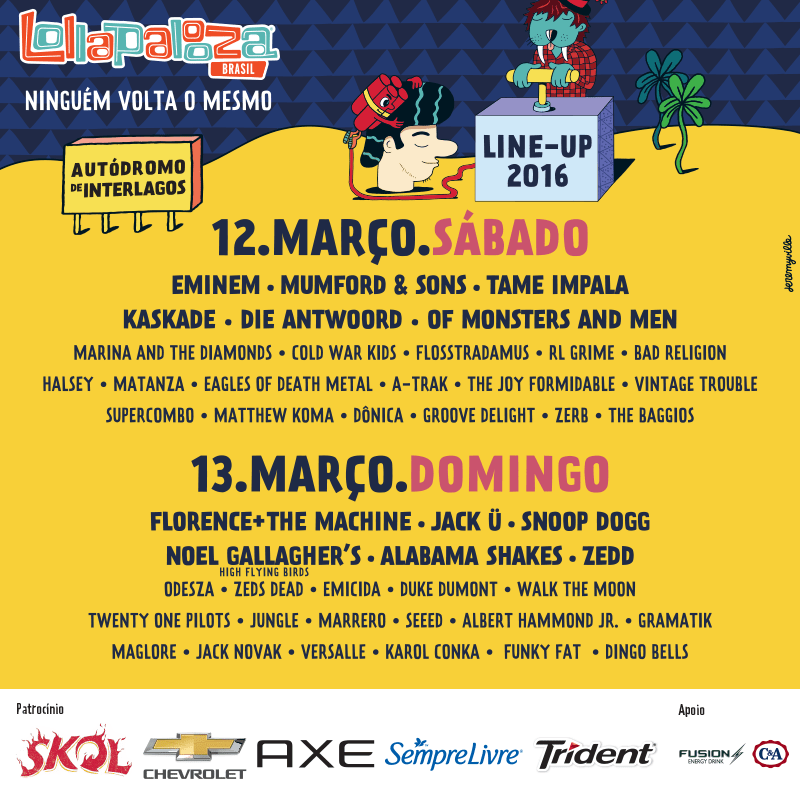 Lollapalooza
BRASIL
NINGUÉM VOLTA O MESMO
AUTÓDROMO
DE INTERLAGOS
LINE-UP
2016
jeremyville
12.MARÇO.SÁBADO
EMINEM • MUMFORD & SONS • TAME IMPALA
KASKADE • DIE ANTWOORD • OF MONSTERS AND MEN
MARINA AND THE DIAMONDS • COLD WAR KIDS • FLOSSTRADAMUS • RL GRIME • BAD RELIGION
HALSEY • MATANZA • EAGLES OF DEATH METAL • A-TRAK • THE JOY FORMIDABLE • VINTAGE TROUBLE
SUPERCOMBO • MATTHEW KOMA • DÔNICA • GROOVE DELIGHT • ZERB • THE BAGGIOS
13.MARÇO.DOMINGO
FLORENCE+THE MACHINE • JACK Ü • SNOOP DOGG
NOEL GALLAGHER'S • ALABAMA SHAKES • ZEDD
HIGH FLYING BIRDS
ODESZA • ZEDS DEAD • EMICIDA • DUKE DUMONT • WALK THE MOON
TWENTY ONE PILOTS • JUNGLE • MARRERO • SEEED • ALBERT HAMMOND JR. • GRAMATIK
MAGLORE • JACK NOVAK • VERSALLE • KAROL CONKA • FUNKY FAT • DINGO BELLS
Patrocínio
Apoio
SKOL
CHEVROLET
AXE
SempreLivre®
Trident
FUSION
ENERGY DRINK
C&A